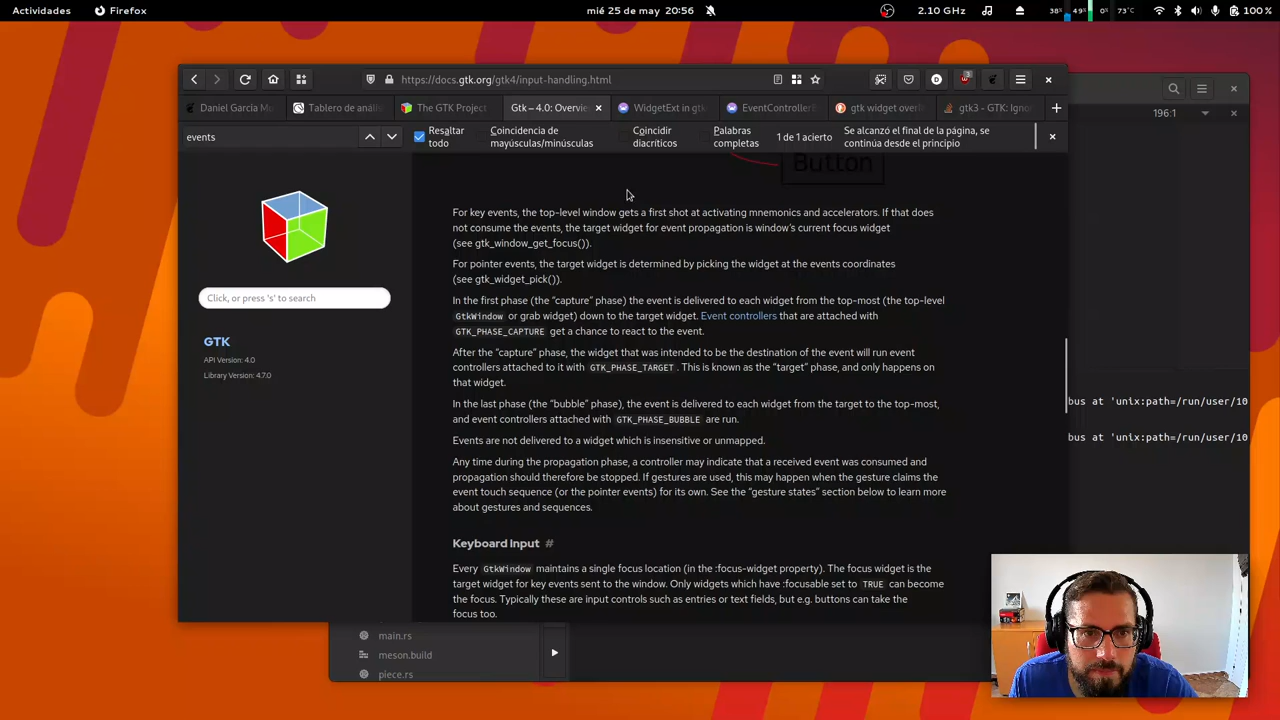 Actividades
Firefox
mié 25 de may 20:56
2.10 GHz
38%
49%
0%
73°C
100 %
https://docs.gtk.org/gtk4/input-handling.html
3
Daniel García Mo
Tablero de anális
The GTK Project
Gtk – 4.0: Overvie
WidgetExt in gtk
EventControllerE
gtk widget overl
gtk3 - GTK: Igno
196:1
events
Resaltar todo
Coincidencia de mayúsculas/minúsculas
Coincidir diacríticos
Palabras completas
1 de 1 acierto
Se alcanzó el final de la página, se continúa desde el principio
Button
Click, or press 's' to search
GTK
API Version: 4.0
Library Version: 4.7.0
For key events, the top-level window gets a first shot at activating mnemonics and accelerators. If that does
not consume the events, the target widget for event propagation is window's current focus widget
(see gtk_window_get_focus()).
For pointer events, the target widget is determined by picking the widget at the events coordinates
(see gtk_widget_pick()).
In the first phase (the “capture” phase) the event is delivered to each widget from the top-most (the top-level
GtkWindow or grab widget) down to the target widget. Event controllers that are attached with
GTK_PHASE_CAPTURE get a chance to react to the event.
After the “capture” phase, the widget that was intended to be the destination of the event will run event
controllers attached to it with GTK_PHASE_TARGET. This is known as the “target” phase, and only happens on
that widget.
In the last phase (the “bubble” phase), the event is delivered to each widget from the target to the top-most,
and event controllers attached with GTK_PHASE_BUBBLE are run.
Events are not delivered to a widget which is insensitive or unmapped.
Any time during the propagation phase, a controller may indicate that a received event was consumed and
propagation should therefore be stopped. If gestures are used, this may happen when the gesture claims the
event touch sequence (or the pointer events) for its own. See the “gesture states” section below to learn more
about gestures and sequences.
Keyboard Input #
Every GtkWindow maintains a single focus location (in the :focus-widget property). The focus widget is the
target widget for key events sent to the window. Only widgets which have :focusable set to TRUE can become
the focus. Typically these are input controls such as entries or text fields, but e.g. buttons can take the
focus too.
bus at 'unix:path=/run/user/10
bus at 'unix:path=/run/user/10
main.rs
meson.build
piece.rs